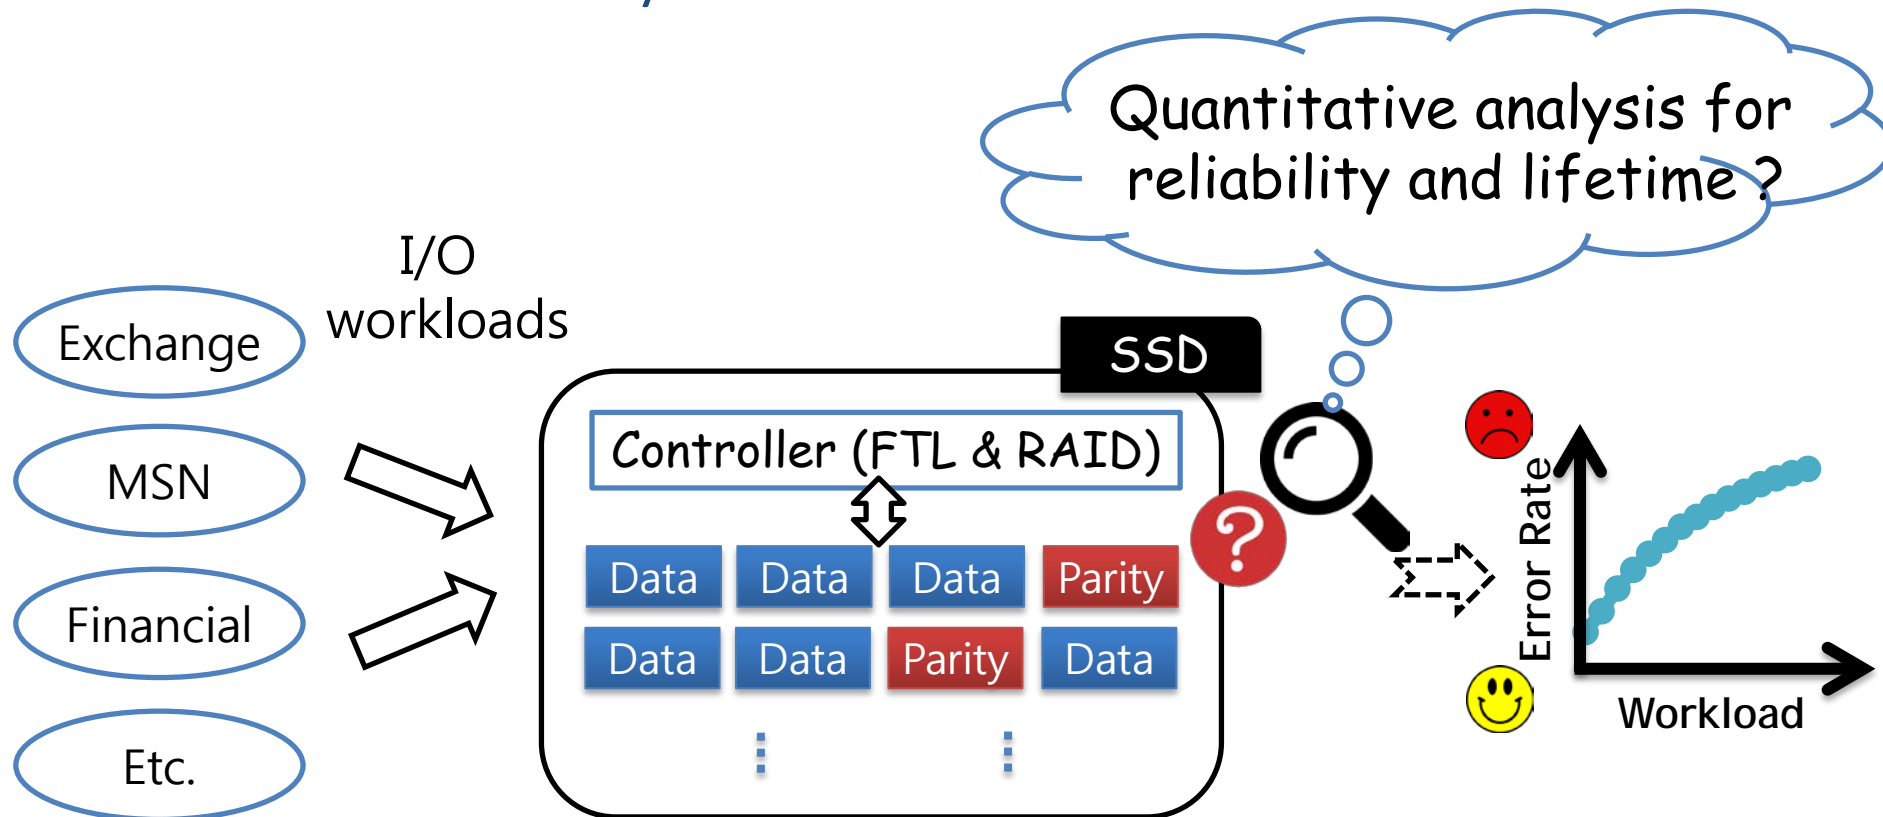 Quantitative analysis for
reliability and lifetime ?
I/O
workloads
Exchange
MSN
Financial
Etc.
SSD
Controller (FTL & RAID)
Data Data Data Parity
Data Data Parity Data
?
Error Rate
Workload